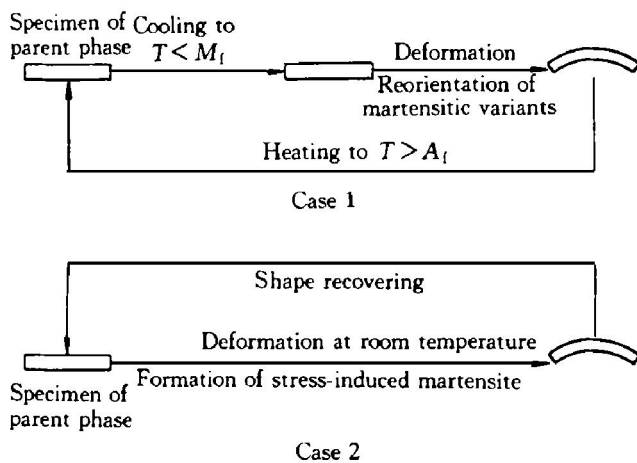 Specimen of
parent phase
Cooling to
T < Mf
Deformation
Reorientation of
martensitic variants
Heating to T > Af
Case 1
Shape recovering
Deformation at room temperature
Formation of stress-induced martensite
Specimen of
parent phase
Case 2